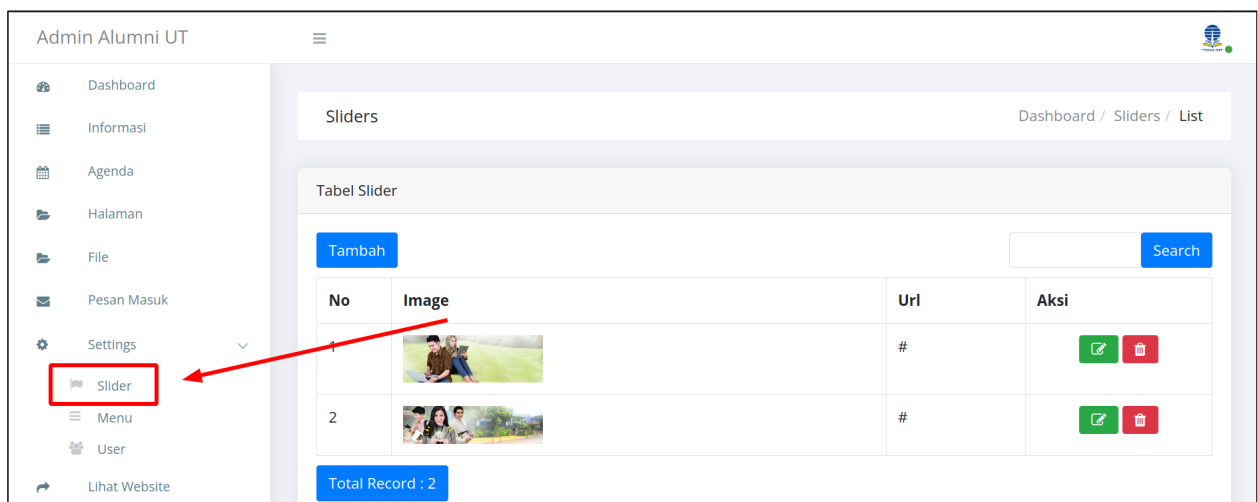 Admin Alumni UT
Dashboard
Informasi
Agenda
Halaman
File
Pesan Masuk
Settings
Slider
Menu
User
Lihat Website
Sliders
Dashboard / Sliders / List
Tabel Slider
Tambah
Search
No Image Url Aksi
1 #
2 #
Total Record : 2